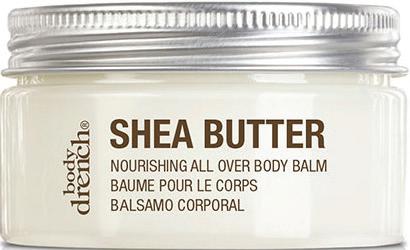 body
drench®
SHEA BUTTER
NOURISHING ALL OVER BODY BALM
BAUME POUR LE CORPS
BALSAMO CORPORAL